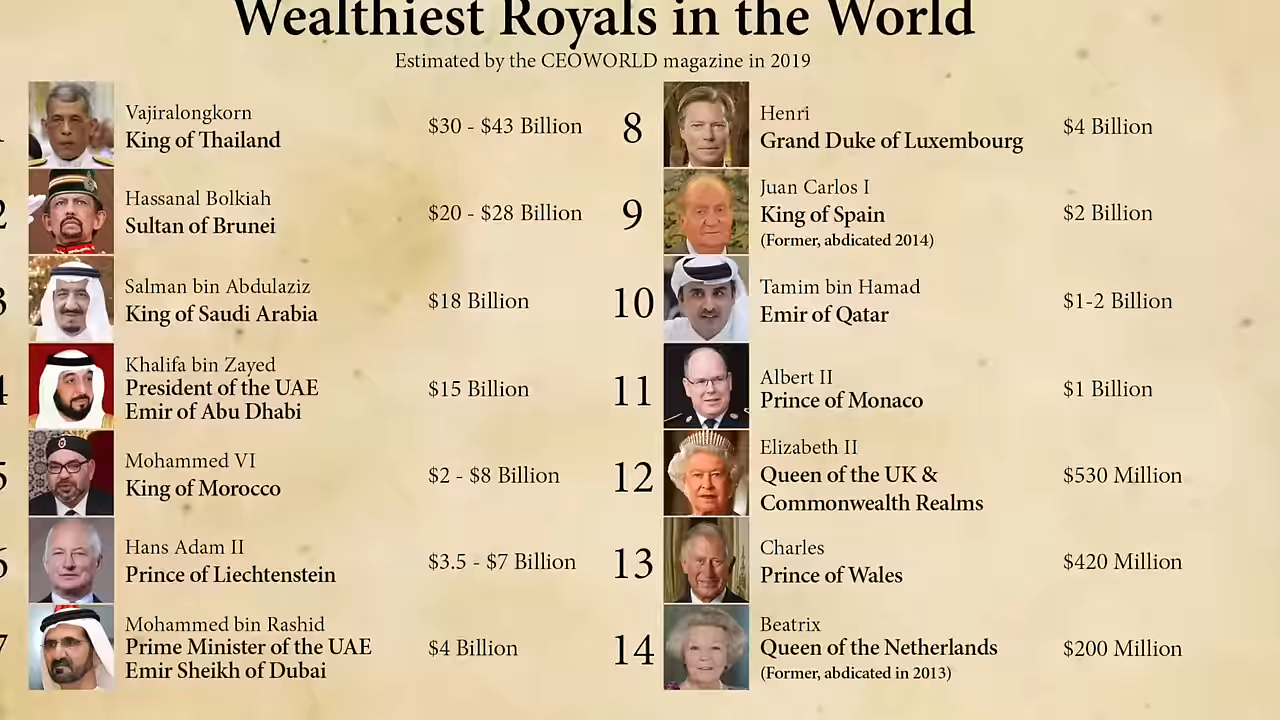 Wealthiest Royals in the World
Estimated by the CEOWORLD magazine in 2019
Vajiralongkorn
King of Thailand
$30 - $43 Billion
2
Hassanal Bolkiah
Sultan of Brunei
$20 - $28 Billion
3
Salman bin Abdulaziz
King of Saudi Arabia
$18 Billion
4
Khalifa bin Zayed
President of the UAE
Emir of Abu Dhabi
$15 Billion
5
Mohammed VI
King of Morocco
$2 - $8 Billion
6
Hans Adam II
Prince of Liechtenstein
$3.5 - $7 Billion
7
Mohammed bin Rashid
Prime Minister of the UAE
Emir Sheikh of Dubai
$4 Billion
8
Henri
Grand Duke of Luxembourg
$4 Billion
9
Juan Carlos I
King of Spain
(Former, abdicated 2014)
$2 Billion
10
Tamim bin Hamad
Emir of Qatar
$1-2 Billion
11
Albert II
Prince of Monaco
$1 Billion
12
Elizabeth II
Queen of the UK &
Commonwealth Realms
$530 Million
13
Charles
Prince of Wales
$420 Million
14
Beatrix
Queen of the Netherlands
(Former, abdicated in 2013)
$200 Million